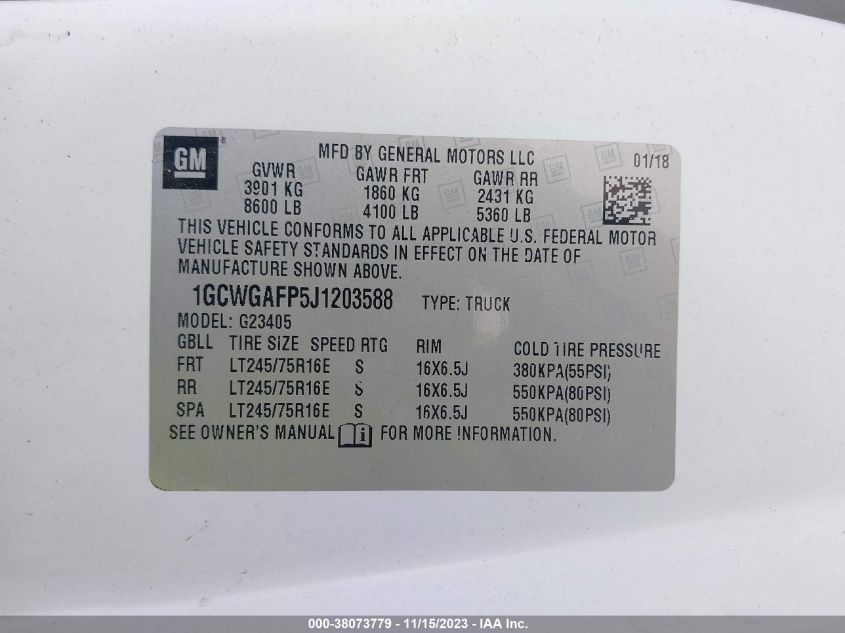 GM
MFD BY GENERAL MOTORS LLC 01/18
GVWR GAWR FRT GAWR RR
3901 KG 1860 KG 2431 KG
8600 LB 4100 LB 5360 LB
THIS VEHICLE CONFORMS TO ALL APPLICABLE U.S. FEDERAL MOTOR
VEHICLE SAFETY STANDARDS IN EFFECT ON THE DATE OF
MANUFACTURE SHOWN ABOVE.
1GCWGAFP5J1203588 TYPE: TRUCK
MODEL: G23405
GBLL TIRE SIZE SPEED RTG RIM COLD TIRE PRESSURE
FRT LT245/75R16E S 16X6.5J 380KPA(55PSI)
RR LT245/75R16E S 16X6.5J 550KPA(80PSI)
SPA LT245/75R16E S 16X6.5J 550KPA(80PSI)
SEE OWNER'S MANUAL FOR MORE INFORMATION.
000-38073779 - 11/15/2023 - IAA Inc.